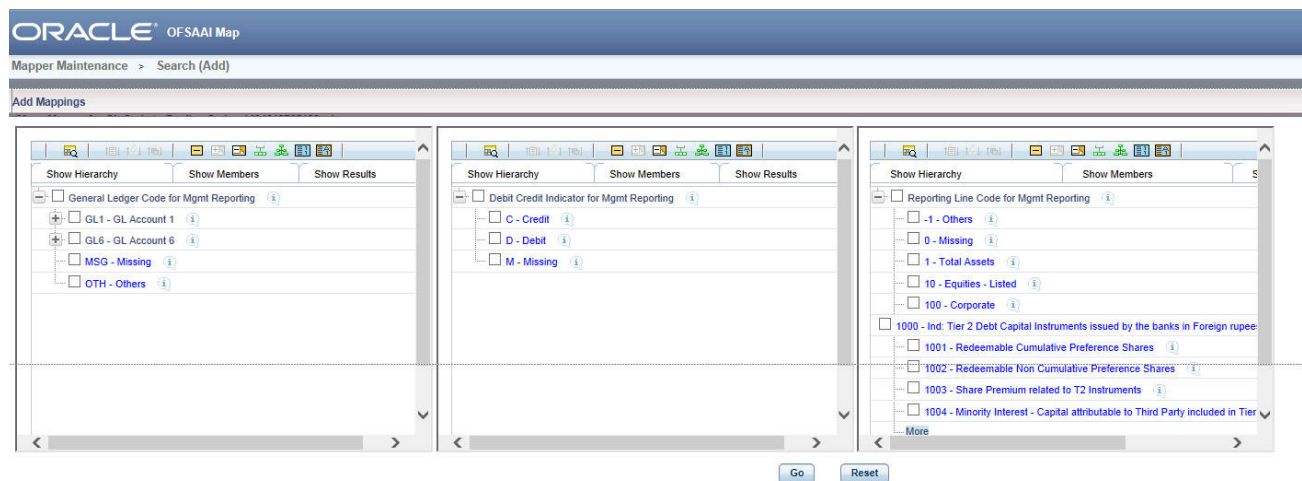 ORACLE® OFSAAI Map
Mapper Maintenance > Search (Add)
Add Mappings
Show Hierarchy Show Members Show Results
General Ledger Code for Mgmt Reporting
GL1 - GL Account 1
GL6 - GL Account 6
MSG - Missing
OTH - Others
Show Hierarchy Show Members Show Results
Debit Credit Indicator for Mgmt Reporting
C - Credit
D - Debit
M - Missing
Show Hierarchy Show Members S
Reporting Line Code for Mgmt Reporting
-1 - Others
0 - Missing
1 - Total Assets
10 - Equities - Listed
100 - Corporate
1000 - Ind: Tier 2 Debt Capital Instruments issued by the banks in Foreign rupee
1001 - Redeemable Cumulative Preference Shares
1002 - Redeemable Non Cumulative Preference Shares
1003 - Share Premium related to T2 Instruments
1004 - Minority Interest - Capital attributable to Third Party included in Tier
More
Go Reset